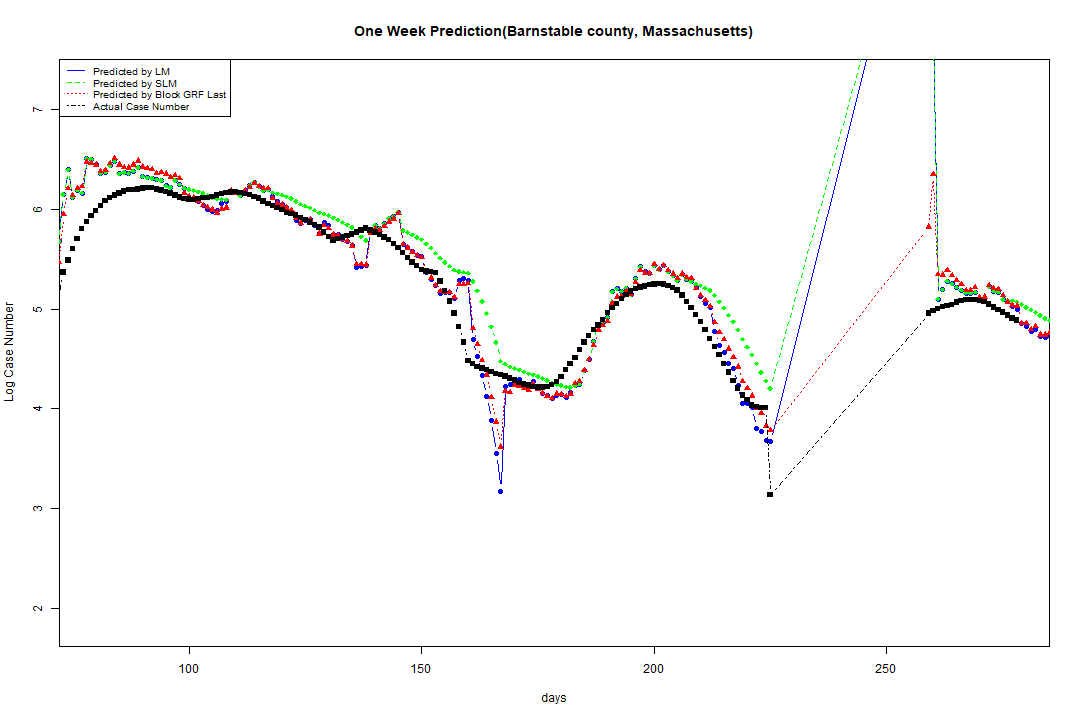 One Week Prediction(Barnstable county, Massachusetts)
Predicted by LM
Predicted by SLM
Predicted by Block GRF Last
Actual Case Number
7
6
5
4
3
2
Log Case Number
100
150
200
250
days